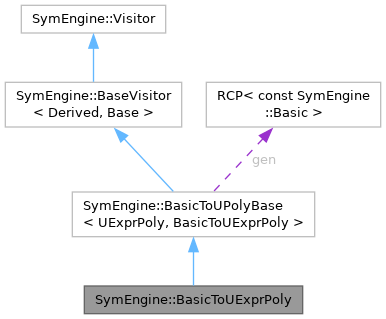 SymEngine::Visitor
SymEngine::BaseVisitor
< Derived, Base >
RCP< const SymEngine
::Basic >
gen
SymEngine::BasicToUPolyBase
< UExprPoly, BasicToUExprPoly >
SymEngine::BasicToUExprPoly